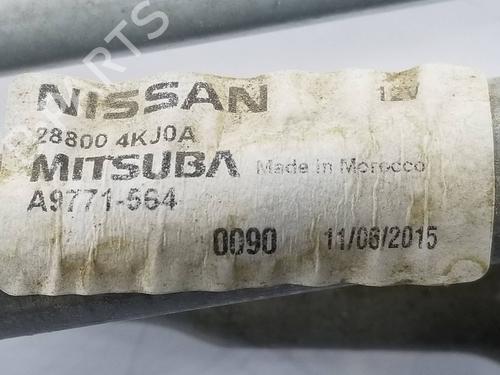 NISSAN 12V
28800 4KJ0A
MITSUBA Made in Morocco
A9771-564
0090 11/06/2015